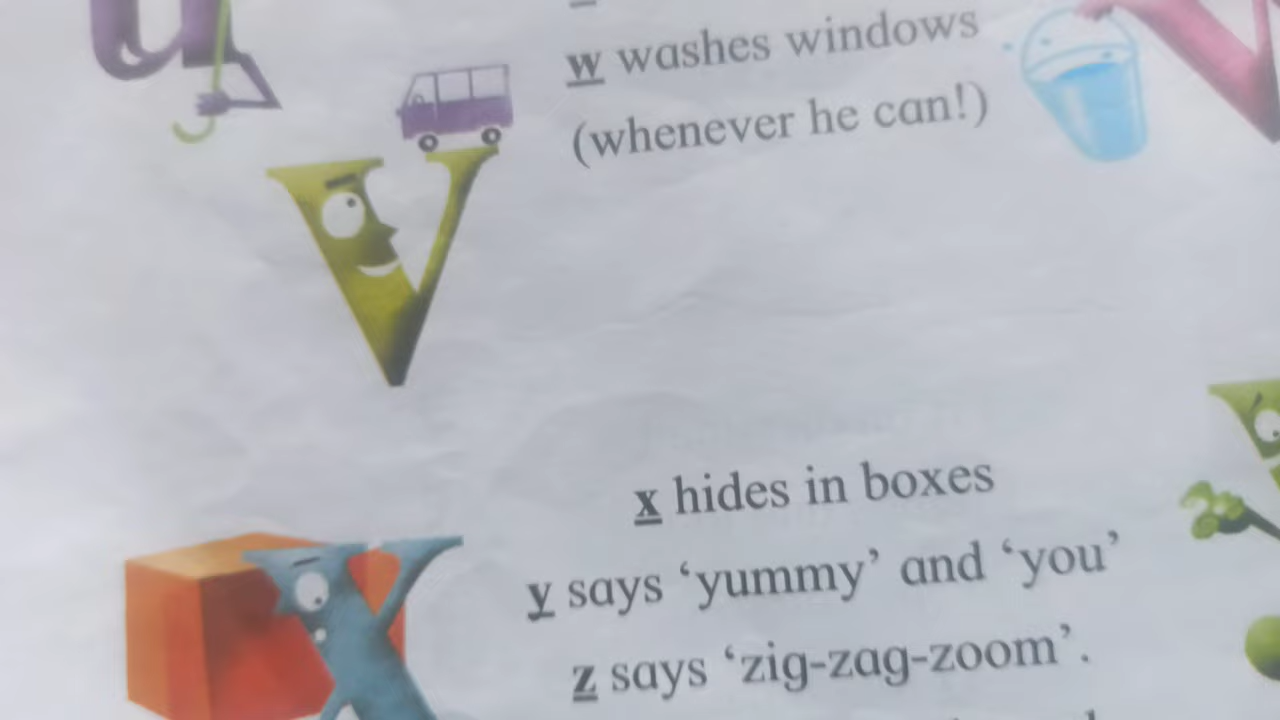 w washes windows
(whenever he can!)
x hides in boxes
y says ‘yummy’ and ‘you’
z says ‘zig-zag-zoom’.